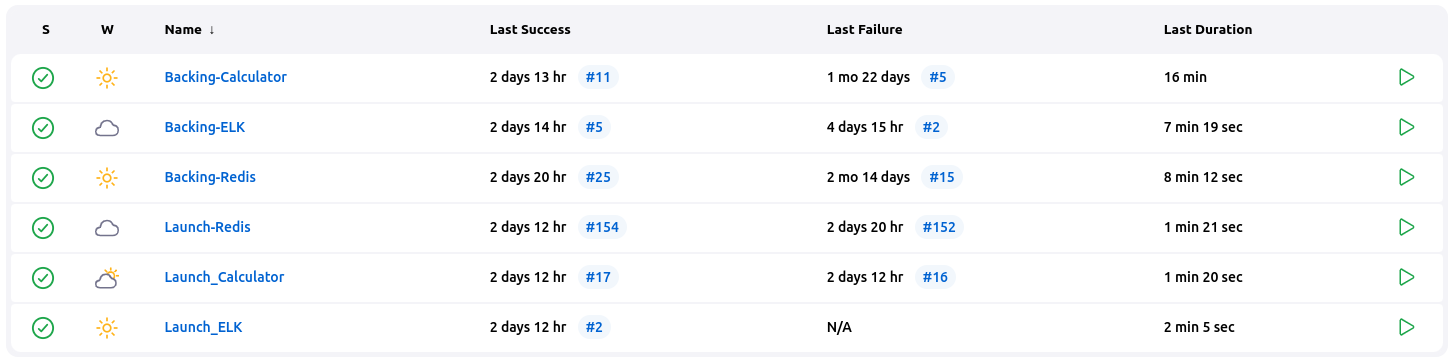 S W Name ↓ Last Success Last Failure Last Duration
Backing-Calculator 2 days 13 hr #11 1 mo 22 days #5 16 min
Backing-ELK 2 days 14 hr #5 4 days 15 hr #2 7 min 19 sec
Backing-Redis 2 days 20 hr #25 2 mo 14 days #15 8 min 12 sec
Launch-Redis 2 days 12 hr #154 2 days 20 hr #152 1 min 21 sec
Launch_Calculator 2 days 12 hr #17 2 days 12 hr #16 1 min 20 sec
Launch_ELK 2 days 12 hr #2 N/A 2 min 5 sec